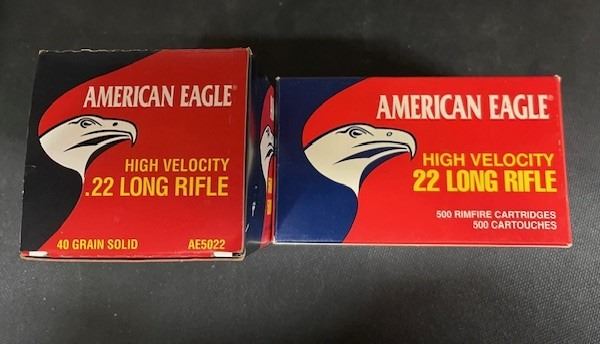 AMERICAN EAGLE®
HIGH VELOCITY
.22 LONG RIFLE
40 GRAIN SOLID AE5022
AMERICAN EAGLE®
HIGH VELOCITY
22 LONG RIFLE
500 RIMFIRE CARTRIDGES
500 CARTOUCHES